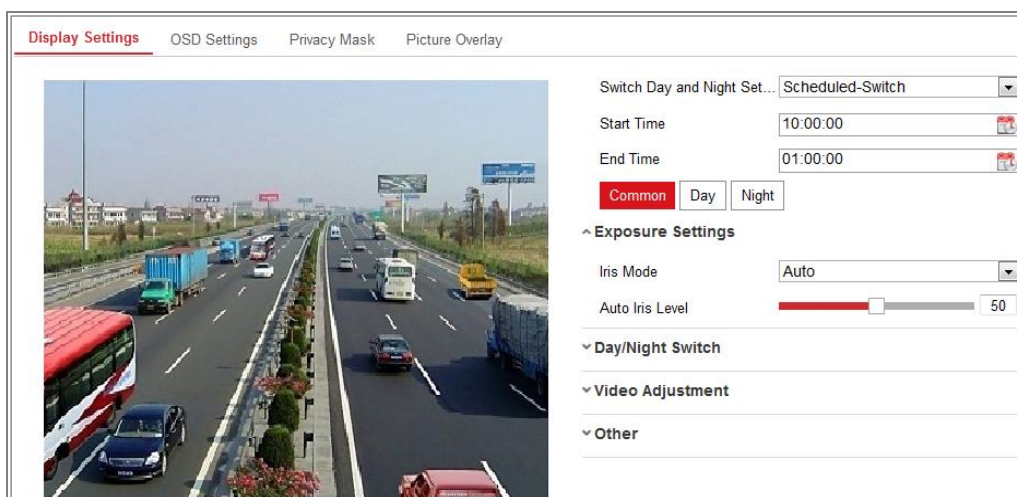 Display Settings OSD Settings Privacy Mask Picture Overlay
Switch Day and Night Set... Scheduled-Switch
Start Time 10:00:00
End Time 01:00:00
Common Day Night
Exposure Settings
Iris Mode Auto
Auto Iris Level 50
Day/Night Switch
Video Adjustment
Other